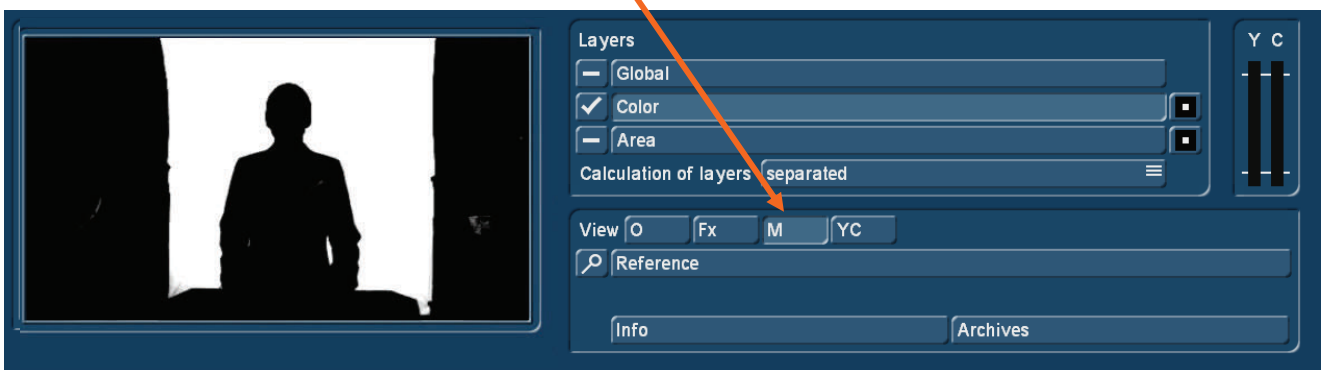 Layers
Y C
Global
Color
Area
Calculation of layers separated
View O Fx M YC
Reference
Info Archives